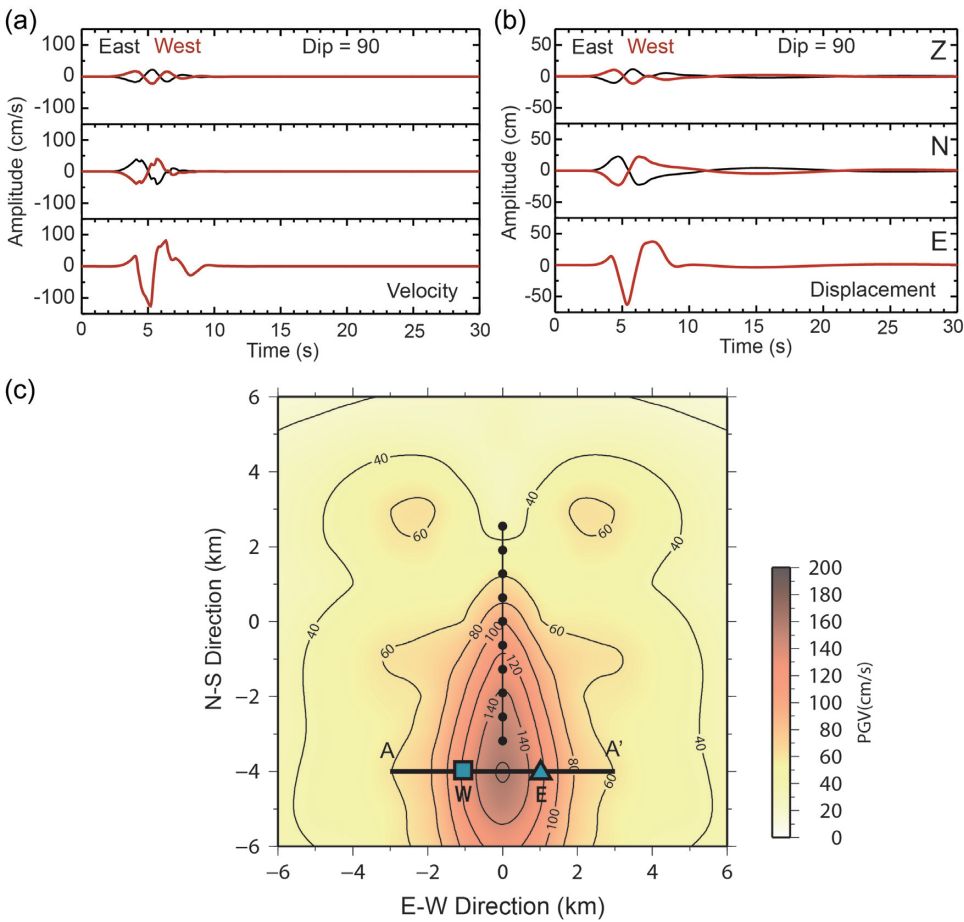 (a)
East West Dip = 90
100
0
-100
100
0
-100
100
0
-100
Amplitude (cm/s)
Velocity
0 5 10 15 20 25 30
Time (s)
(b)
East West Dip = 90 Z
50
0
-50
N
50
0
-50
E
50
0
-50
Amplitude (cm)
Displacement
0 5 10 15 20 25 30
Time (s)
(c)
6
4
2
0
−2
−4
−6
N-S Direction (km)
40
40
60
60
40
40
80
100
60
60
120
140
140
40
A
A'
80
60
W
E
100
−6 −4 −2 0 2 4 6
E-W Direction (km)
200
180
160
140
120
100
80
60
40
20
0
PGV(cm/s)